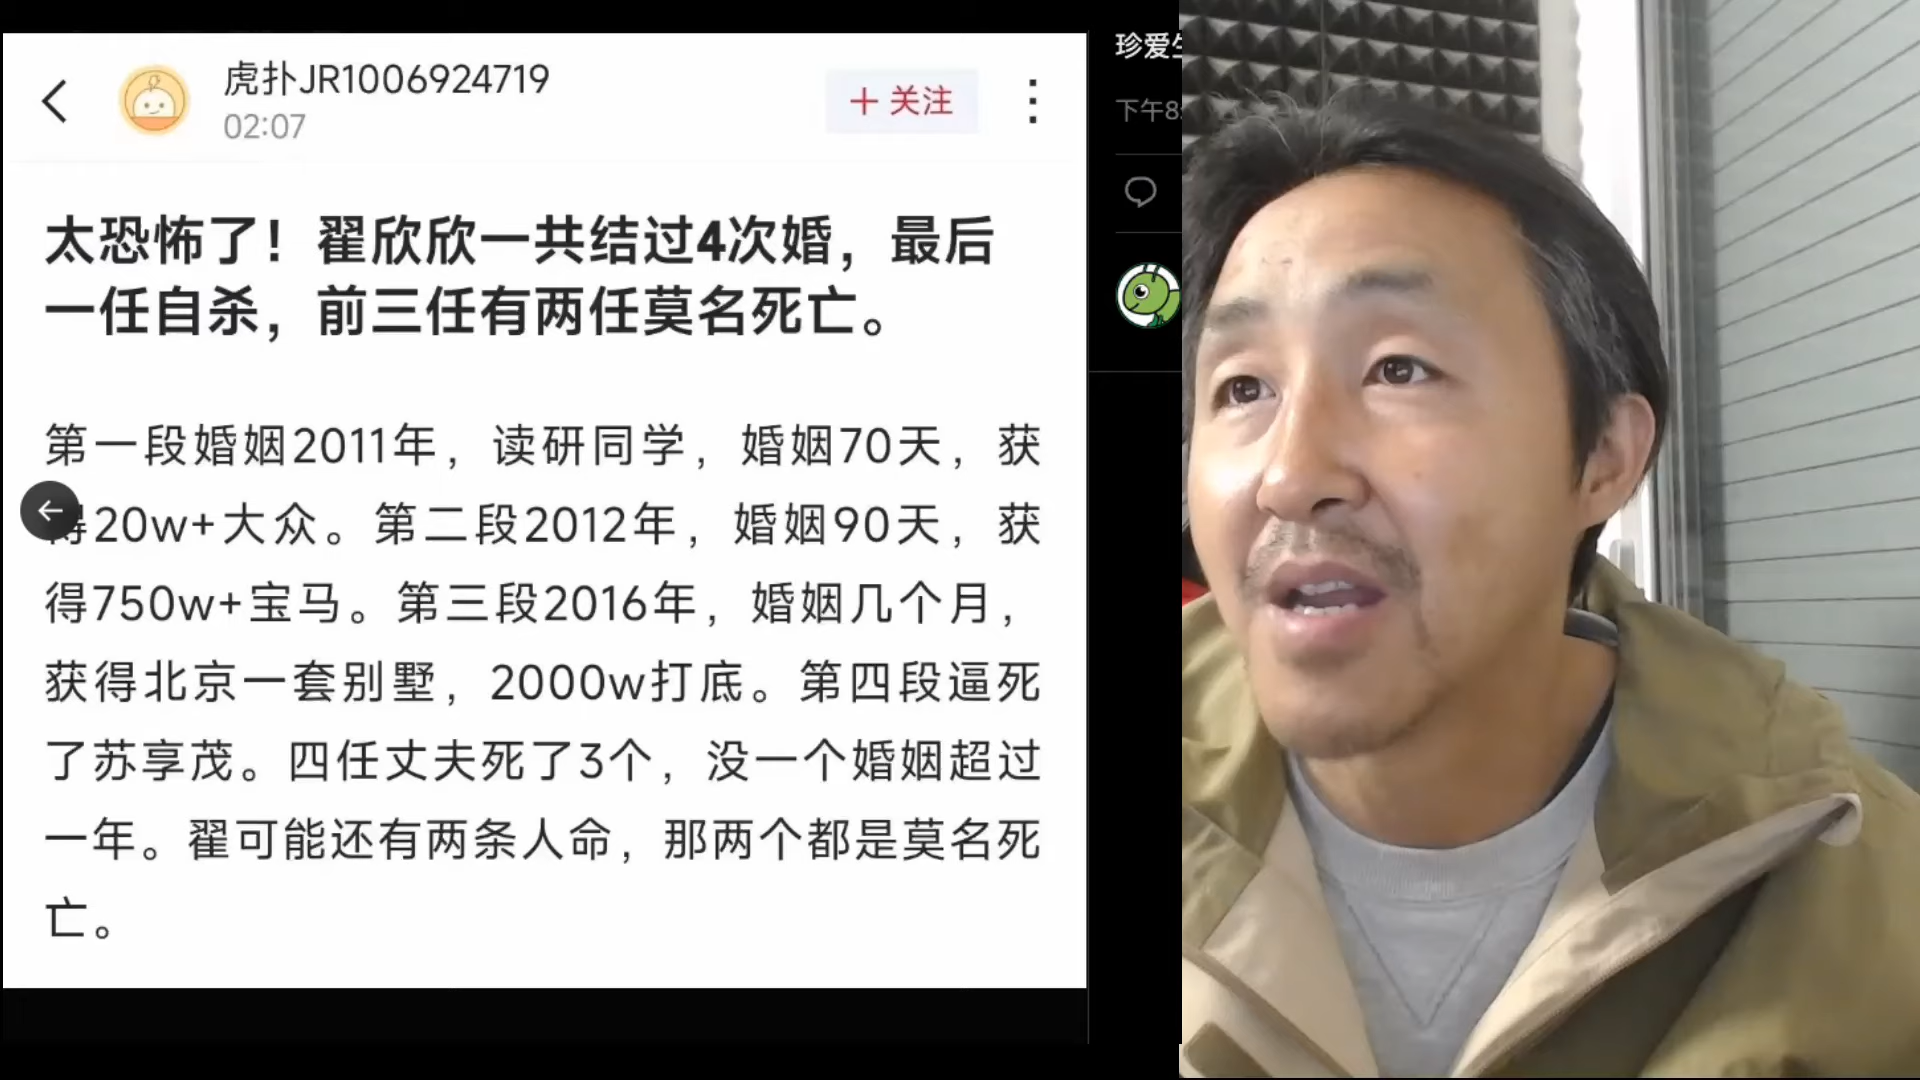 虎扑JR1006924719
02:07
+ 关注
太恐怖了！翟欣欣一共结过4次婚，最后
一任自杀，前三任有两任莫名死亡。
第一段婚姻2011年，读研同学，婚姻70天，获
得20w+大众。第二段2012年，婚姻90天，获
得750w+宝马。第三段2016年，婚姻几个月，
获得北京一套别墅，2000w打底。第四段逼死
了苏享茂。四任丈夫死了3个，没一个婚姻超过
一年。翟可能还有两条人命，那两个都是莫名死
亡。
珍爱
下午8: